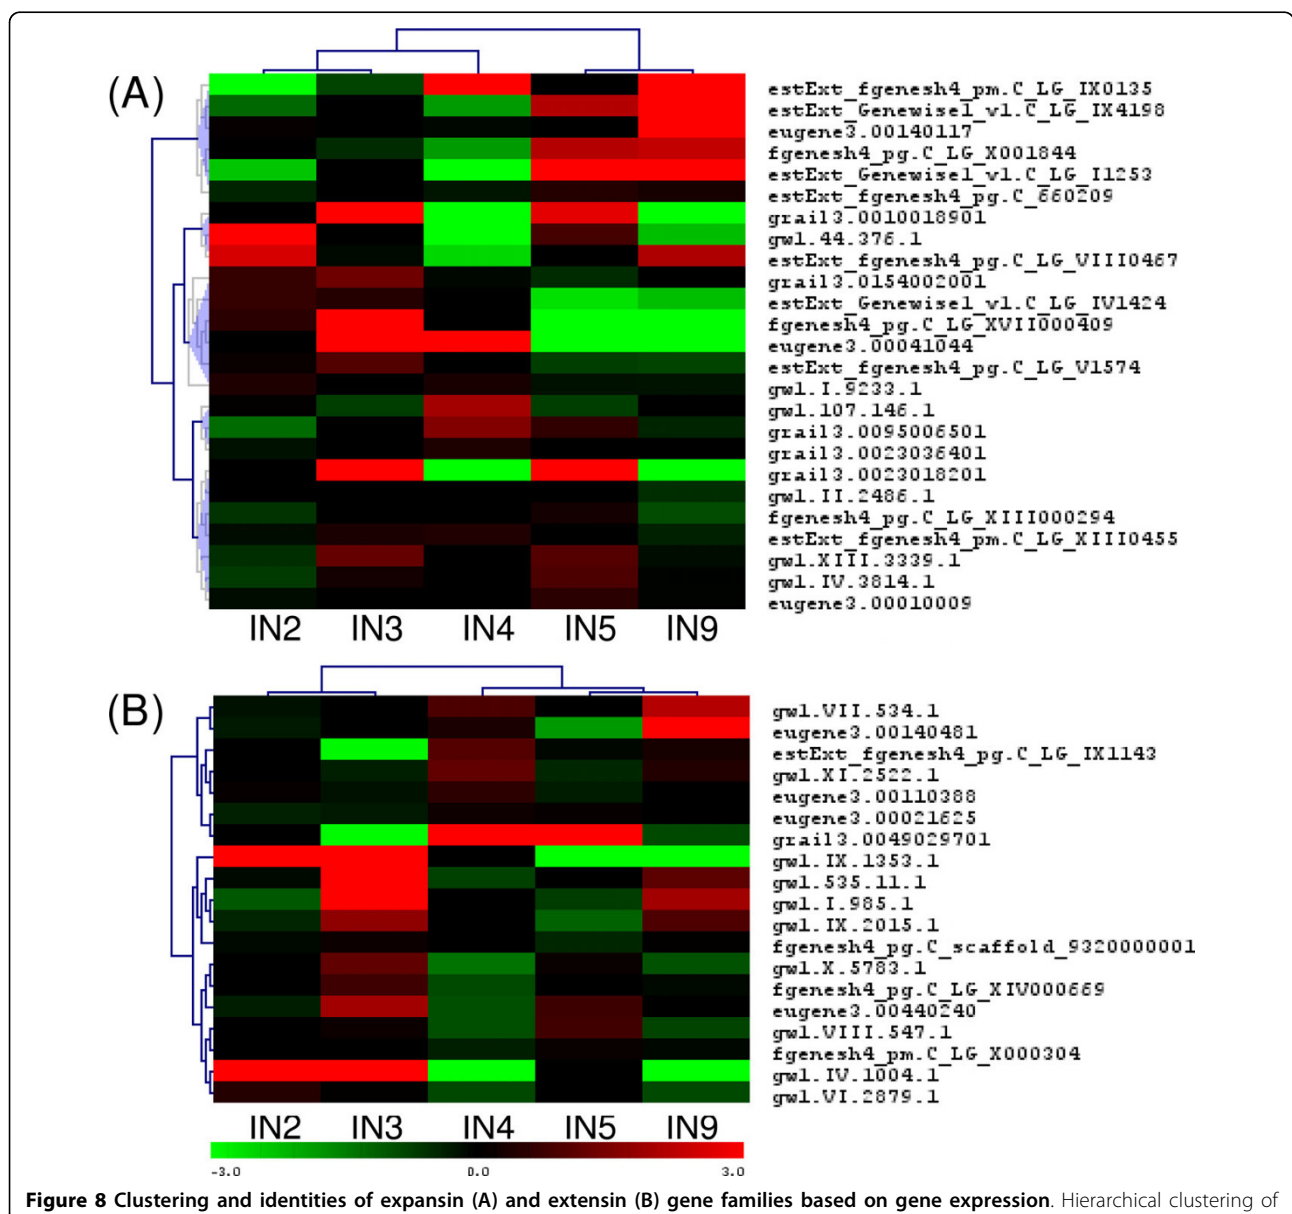 (A)
estExt_fgenesh4_pm.C_LG_IX0135
estExt_Genewise1_v1.C_LG_IX4198
eugene3.00140117
fgenesh4_pg.C_LG_X001844
estExt_Genewise1_v1.C_LG_I1253
estExt_fgenesh4_pg.C_660209
grail3.0010018901
gw1.44.376.1
estExt_fgenesh4_pg.C_LG_VIII0467
grail3.0154002001
estExt_Genewise1_v1.C_LG_IV1424
fgenesh4_pg.C_LG_XVII000409
eugene3.00041044
estExt_fgenesh4_pg.C_LG_V1574
gw1.I.9233.1
gw1.107.146.1
grail3.0095006501
grail3.0023036401
grail3.0023018201
gw1.II.2486.1
fgenesh4_pg.C_LG_XIII000294
estExt_fgenesh4_pm.C_LG_XIII0455
gw1.XIII.3339.1
gw1.IV.3814.1
eugene3.00010009
IN2 IN3 IN4 IN5 IN9
(B)
gw1.VII.534.1
eugene3.00140481
estExt_fgenesh4_pg.C_LG_IX1143
gw1.XI.2522.1
eugene3.00110388
eugene3.00021625
grail3.0049029701
gw1.IX.1353.1
gw1.535.11.1
gw1.I.985.1
gw1.IX.2015.1
fgenesh4_pg.C_scaffold_9320000001
gw1.X.5783.1
fgenesh4_pg.C_LG_XIV000669
eugene3.00440240
gw1.VIII.547.1
fgenesh4_pm.C_LG_X000304
gw1.IV.1004.1
gw1.VI.2879.1
IN2 IN3 IN4 IN5 IN9
-3.0 0.0 3.0
Figure 8 Clustering and identities of expansin (A) and extensin (B) gene families based on gene expression. Hierarchical clustering of